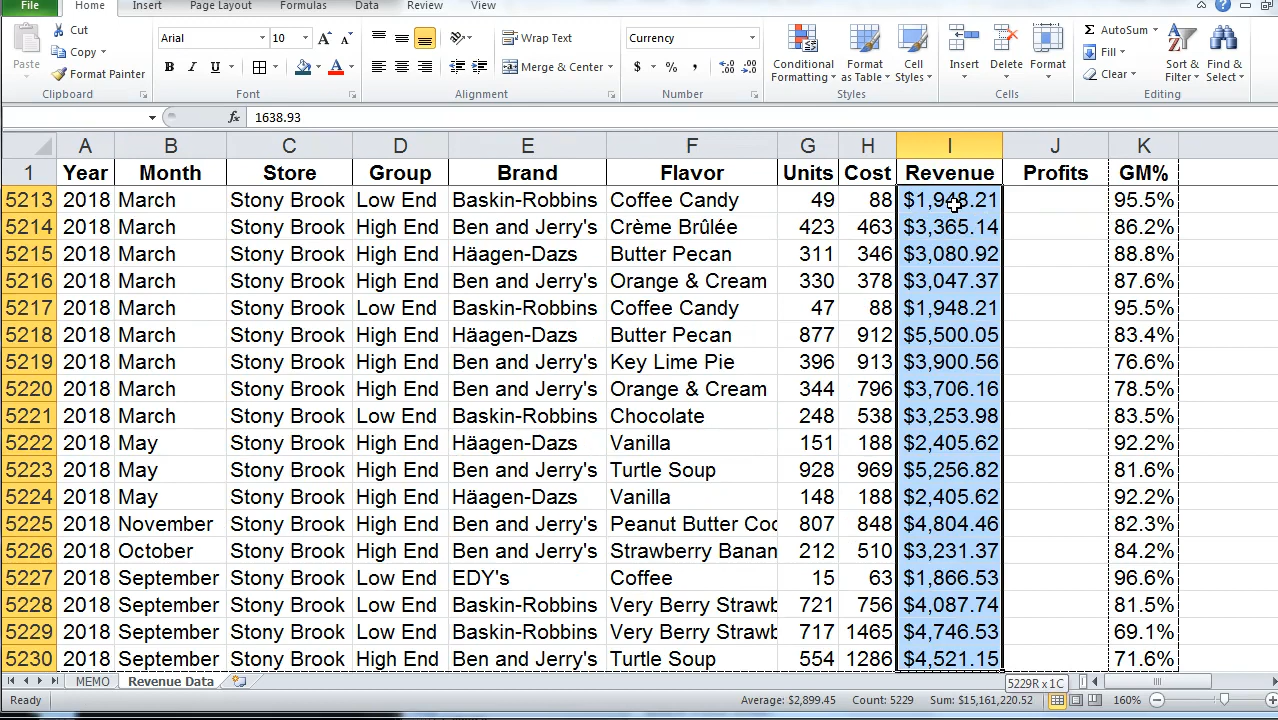 File Home Insert Page Layout Formulas Data Review View
Paste Cut Copy Format Painter Clipboard
Arial 10 A A B I U A Font
Wrap Text Merge & Center Alignment
Currency $ % , Number
Conditional Formatting Format as Table Cell Styles Styles
Insert Delete Format Cells
Σ AutoSum Fill Clear Sort & Filter Find & Select Editing
fx 1638.93
A B C D E F G H I J K
1 Year Month Store Group Brand Flavor Units Cost Revenue Profits GM%
5213 2018 March Stony Brook Low End Baskin-Robbins Coffee Candy 49 88 $1,948.21 95.5%
5214 2018 March Stony Brook High End Ben and Jerry's Crème Brûlée 423 463 $3,365.14 86.2%
5215 2018 March Stony Brook High End Häagen-Dazs Butter Pecan 311 346 $3,080.92 88.8%
5216 2018 March Stony Brook High End Ben and Jerry's Orange & Cream 330 378 $3,047.37 87.6%
5217 2018 March Stony Brook Low End Baskin-Robbins Coffee Candy 47 88 $1,948.21 95.5%
5218 2018 March Stony Brook High End Häagen-Dazs Butter Pecan 877 912 $5,500.05 83.4%
5219 2018 March Stony Brook High End Ben and Jerry's Key Lime Pie 396 913 $3,900.56 76.6%
5220 2018 March Stony Brook High End Ben and Jerry's Orange & Cream 344 796 $3,706.16 78.5%
5221 2018 March Stony Brook Low End Baskin-Robbins Chocolate 248 538 $3,253.98 83.5%
5222 2018 May Stony Brook High End Häagen-Dazs Vanilla 151 188 $2,405.62 92.2%
5223 2018 May Stony Brook High End Ben and Jerry's Turtle Soup 928 969 $5,256.82 81.6%
5224 2018 May Stony Brook High End Häagen-Dazs Vanilla 148 188 $2,405.62 92.2%
5225 2018 November Stony Brook High End Ben and Jerry's Peanut Butter Coo 807 848 $4,804.46 82.3%
5226 2018 October Stony Brook High End Ben and Jerry's Strawberry Banan 212 510 $3,231.37 84.2%
5227 2018 September Stony Brook Low End EDY's Coffee 15 63 $1,866.53 96.6%
5228 2018 September Stony Brook Low End Baskin-Robbins Very Berry Strawb 721 756 $4,087.74 81.5%
5229 2018 September Stony Brook Low End Baskin-Robbins Very Berry Strawb 717 1465 $4,746.53 69.1%
5230 2018 September Stony Brook High End Ben and Jerry's Turtle Soup 554 1286 $4,521.15 71.6%
MEMO Revenue Data 5229R x 1C
Ready Average: $2,899.45 Count: 5229 Sum: $15,161,220.52 160%